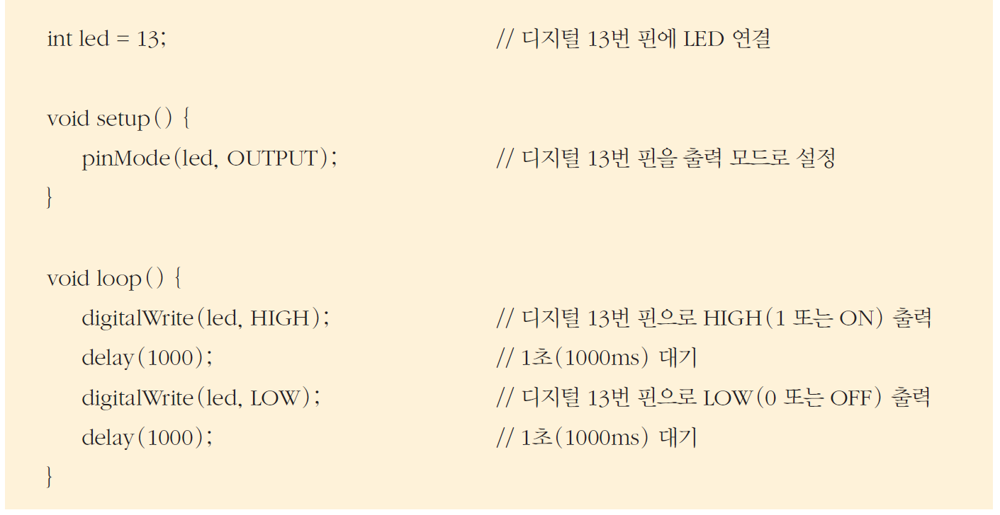 int led = 13; // 디지털 13번 핀에 LED 연결
void setup() {
pinMode(led, OUTPUT); // 디지털 13번 핀을 출력 모드로 설정
}
void loop() {
digitalWrite(led, HIGH); // 디지털 13번 핀으로 HIGH(1 또는 ON) 출력
delay(1000); // 1초(1000ms) 대기
digitalWrite(led, LOW); // 디지털 13번 핀으로 LOW(0 또는 OFF) 출력
delay(1000); // 1초(1000ms) 대기
}